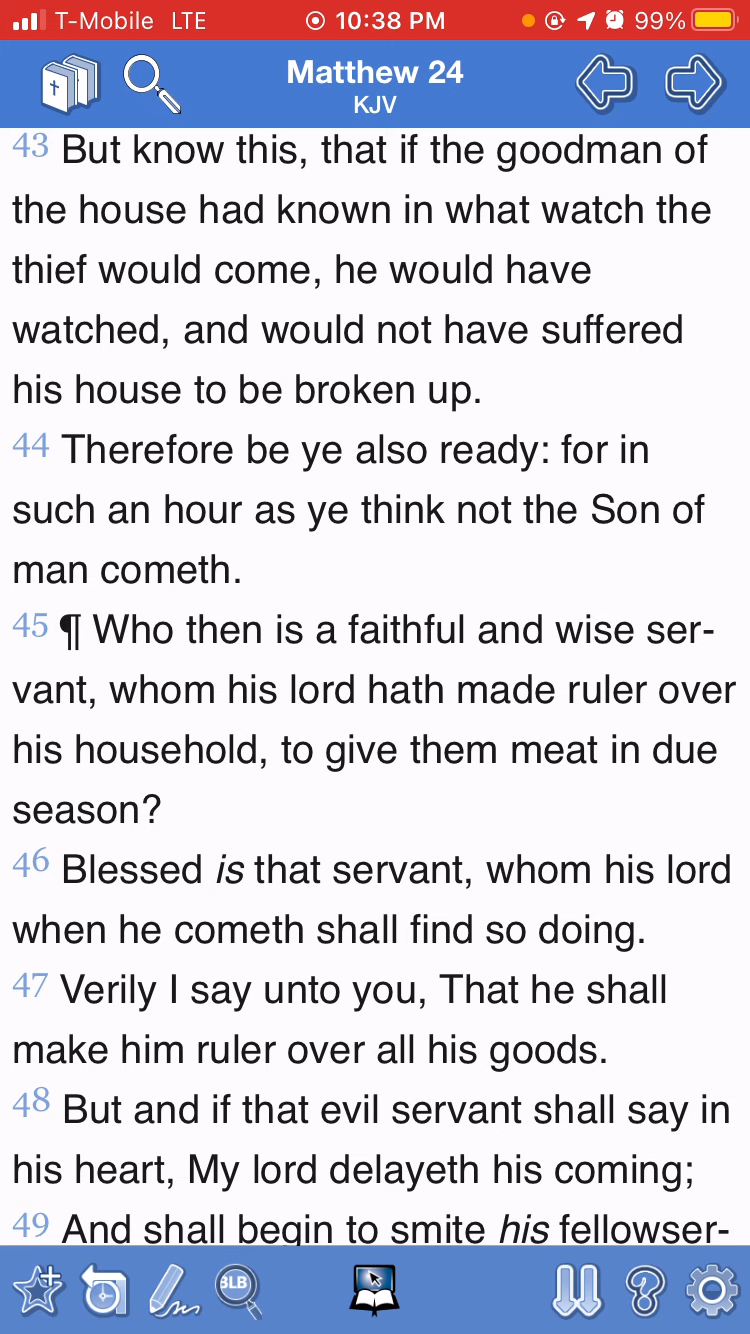 T-Mobile LTE 10:38 PM 99%
Matthew 24
KJV
43 But know this, that if the goodman of
the house had known in what watch the
thief would come, he would have
watched, and would not have suffered
his house to be broken up.
44 Therefore be ye also ready: for in
such an hour as ye think not the Son of
man cometh.
45 ¶ Who then is a faithful and wise ser-
vant, whom his lord hath made ruler over
his household, to give them meat in due
season?
46 Blessed is that servant, whom his lord
when he cometh shall find so doing.
47 Verily I say unto you, That he shall
make him ruler over all his goods.
48 But and if that evil servant shall say in
his heart, My lord delayeth his coming;
49 And shall begin to smite his fellowser-
BLB